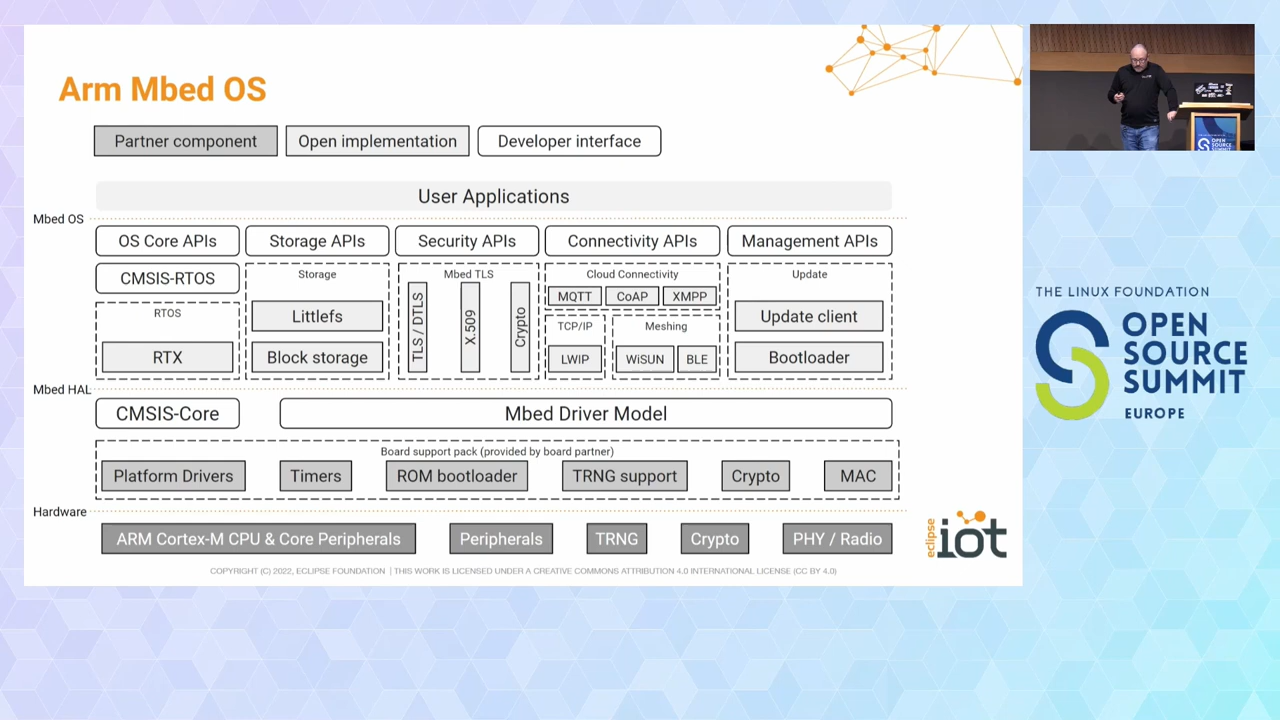 Arm Mbed OS
Partner component
Open implementation
Developer interface
User Applications
Mbed OS
OS Core APIs
Storage APIs
Security APIs
Connectivity APIs
Management APIs
CMSIS-RTOS
RTOS
RTX
Storage
Littlefs
Block storage
Mbed TLS
TLS / DTLS
X.509
Crypto
Cloud Connectivity
MQTT
CoAP
XMPP
TCP/IP
LWIP
Meshing
WiSUN
BLE
Update
Update client
Bootloader
Mbed HAL
CMSIS-Core
Mbed Driver Model
Board support pack (provided by board partner)
Platform Drivers
Timers
ROM bootloader
TRNG support
Crypto
MAC
Hardware
ARM Cortex-M CPU & Core Peripherals
Peripherals
TRNG
Crypto
PHY / Radio
eclipse
iot
COPYRIGHT (C) 2022, ECLIPSE FOUNDATION | THIS WORK IS LICENSED UNDER A CREATIVE COMMONS ATTRIBUTION 4.0 INTERNATIONAL LICENSE (CC BY 4.0)
OPEN
SOURCE
SUMMIT
THE LINUX FOUNDATION
OPEN
SOURCE
SUMMIT
EUROPE